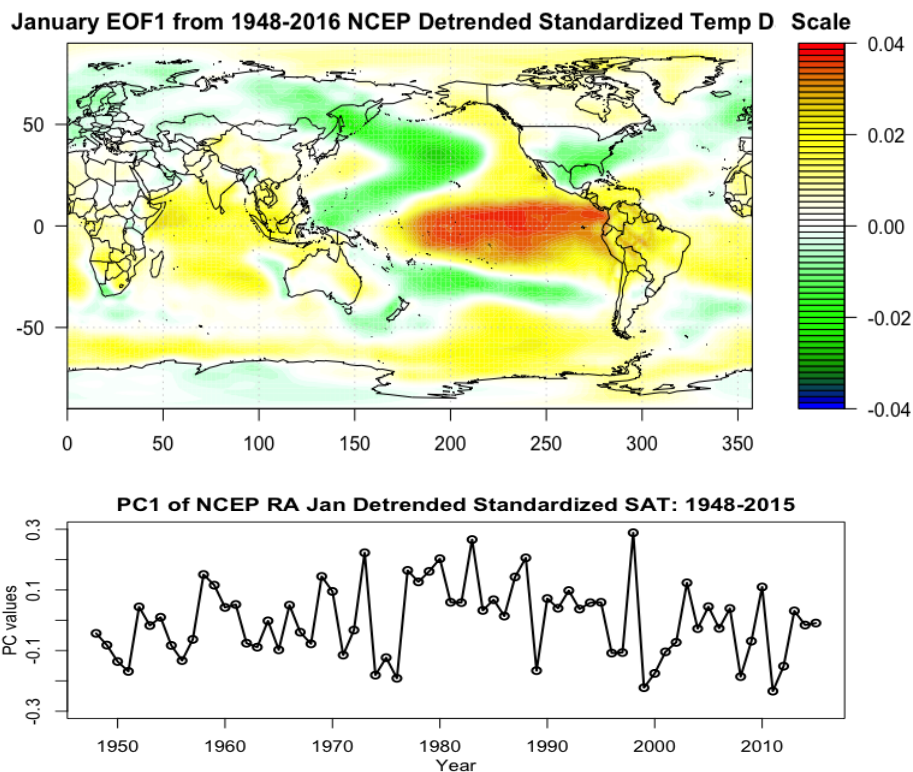 January EOF1 from 1948-2016 NCEP Detrended Standardized Temp D Scale
0.04
50
0.02
0
0.00
-50
-0.02
-0.04
0 50 100 150 200 250 300 350
PC1 of NCEP RA Jan Detrended Standardized SAT: 1948-2015
0.3
0.1
-0.1
-0.3
PC values
1950 1960 1970 1980 1990 2000 2010
Year